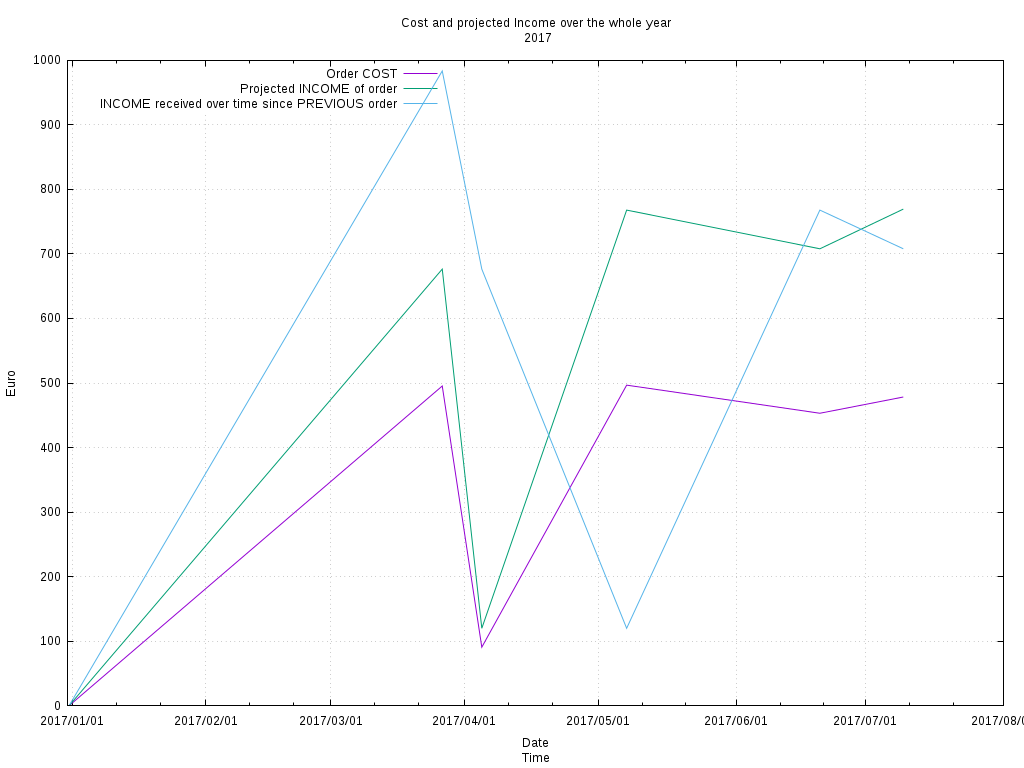 Cost and projected Income over the whole year
2017
1000
900
800
700
600
500
400
300
200
100
0
Order COST
Projected INCOME of order
INCOME received over time since PREVIOUS order
Euro
2017/01/01 2017/02/01 2017/03/01 2017/04/01 2017/05/01 2017/06/01 2017/07/01 2017/08/0
Date
Time